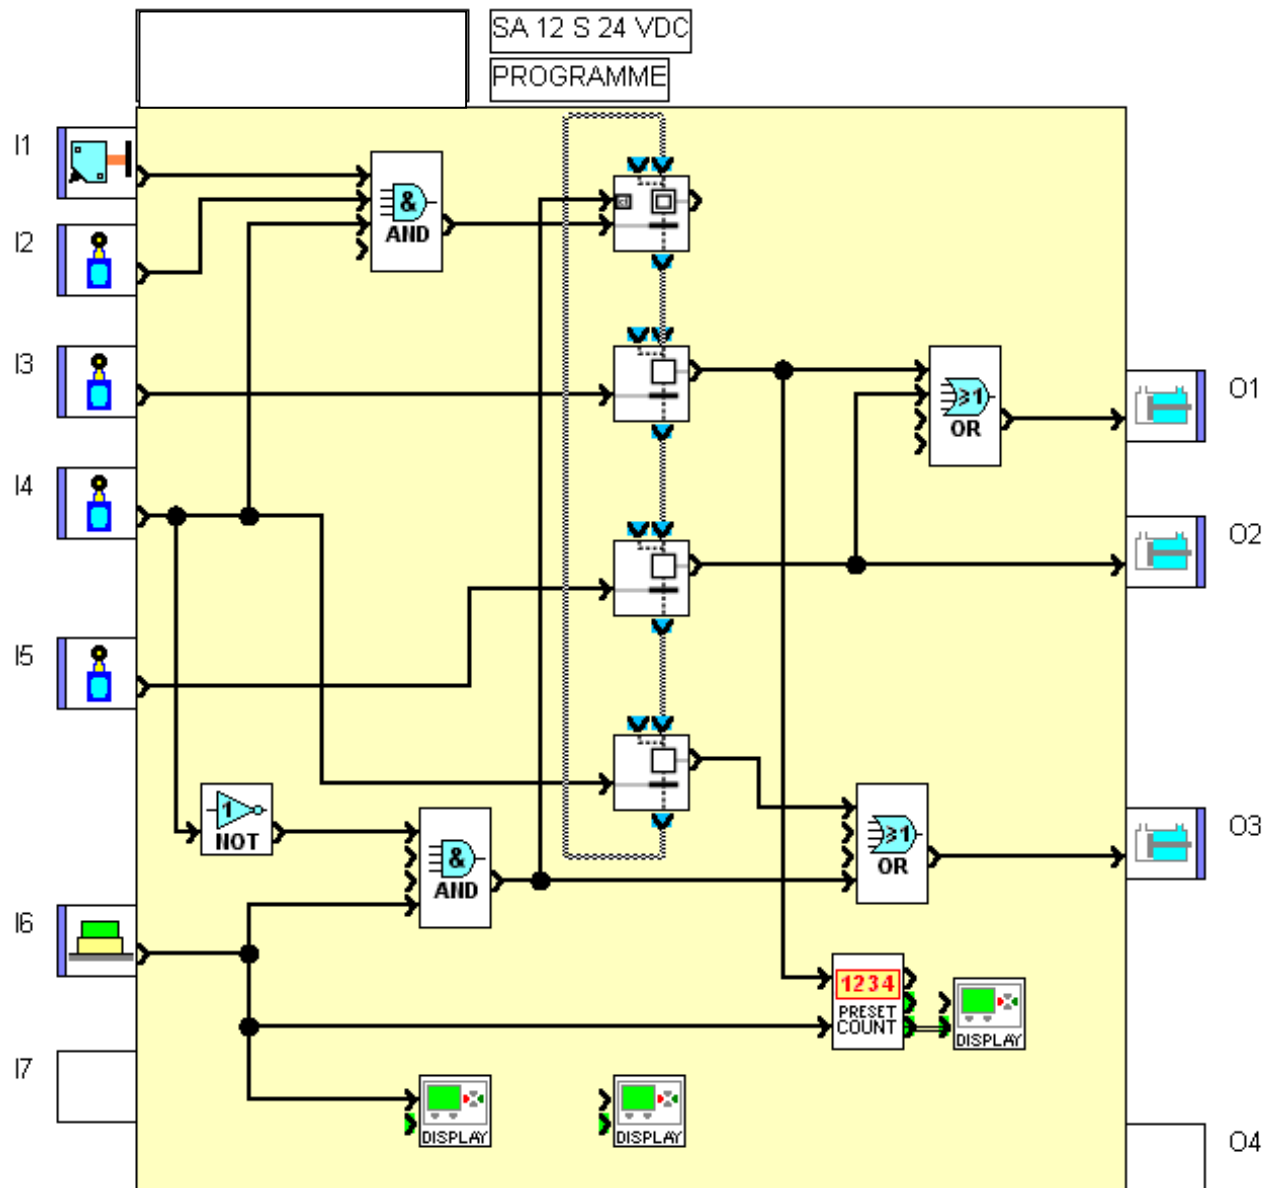 SA 12 S 24 VDC
PROGRAMME
I1
&
AND
I2
I3
≥1
OR
O1
I4
O2
I5
1
NOT
&
AND
≥1
OR
O3
I6
1234
PRESET
COUNT
DISPLAY
I7
DISPLAY
DISPLAY
O4